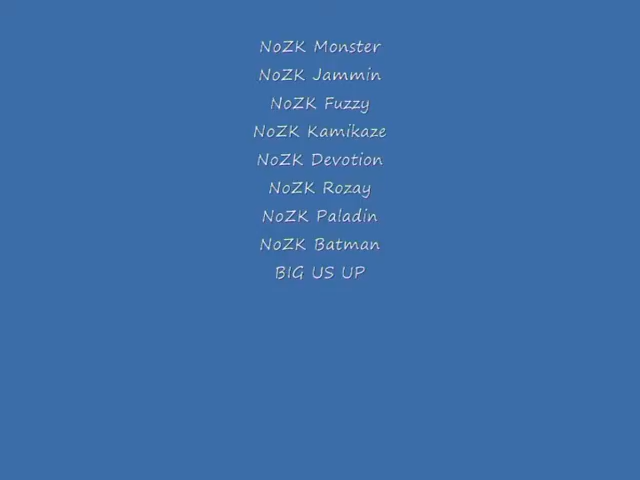 NoZK Monster
NoZK Jammin
NoZK Fuzzy
NoZK Kamikaze
NoZK Devotion
NoZK Rozay
NoZK Paladin
NoZK Batman
BIG US UP